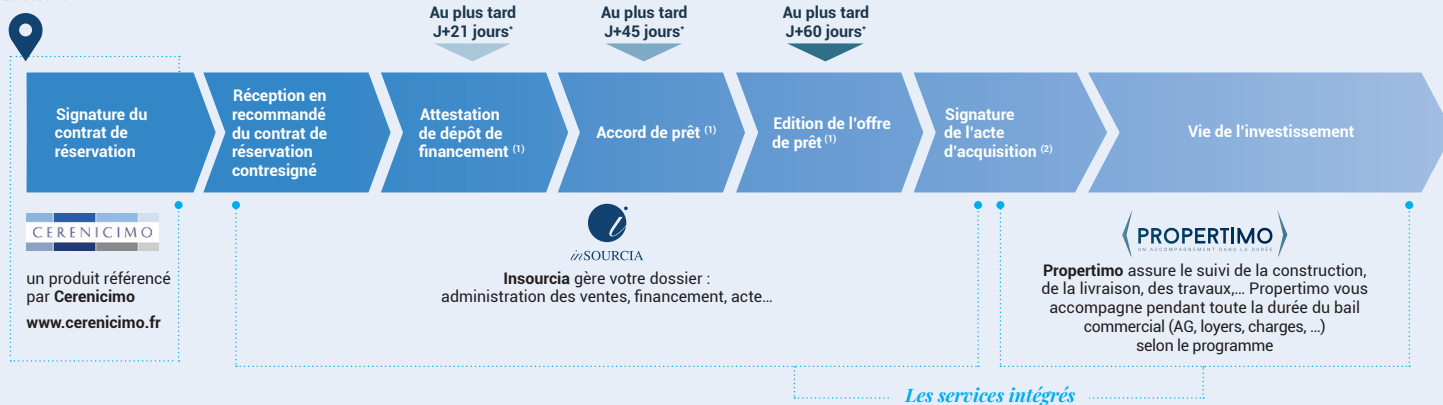 Au plus tard
J+21 jours*
Au plus tard
J+45 jours*
Au plus tard
J+60 jours*
Signature du
contrat de
réservation
Réception en
recommandé
du contrat de
réservation
contresigné
Attestation
de dépôt de
financement (1)
Accord de prêt (1)
Edition de l'offre
de prêt (1)
Signature
de l'acte
d'acquisition (2)
Vie de l'investissement
CERENICIMO
un produit référencé
par Cerenicimo
www.cerenicimo.fr
i
inSOURCIA
Insourcia gère votre dossier :
administration des ventes, financement, acte...
PROPERTIMO
UN ACCOMPAGNEMENT DANS LA DURÉE
Propertimo assure le suivi de la construction,
de la livraison, des travaux,... Propertimo vous
accompagne pendant toute la durée du bail
commercial (AG, loyers, charges, ...)
selon le programme
Les services intégrés